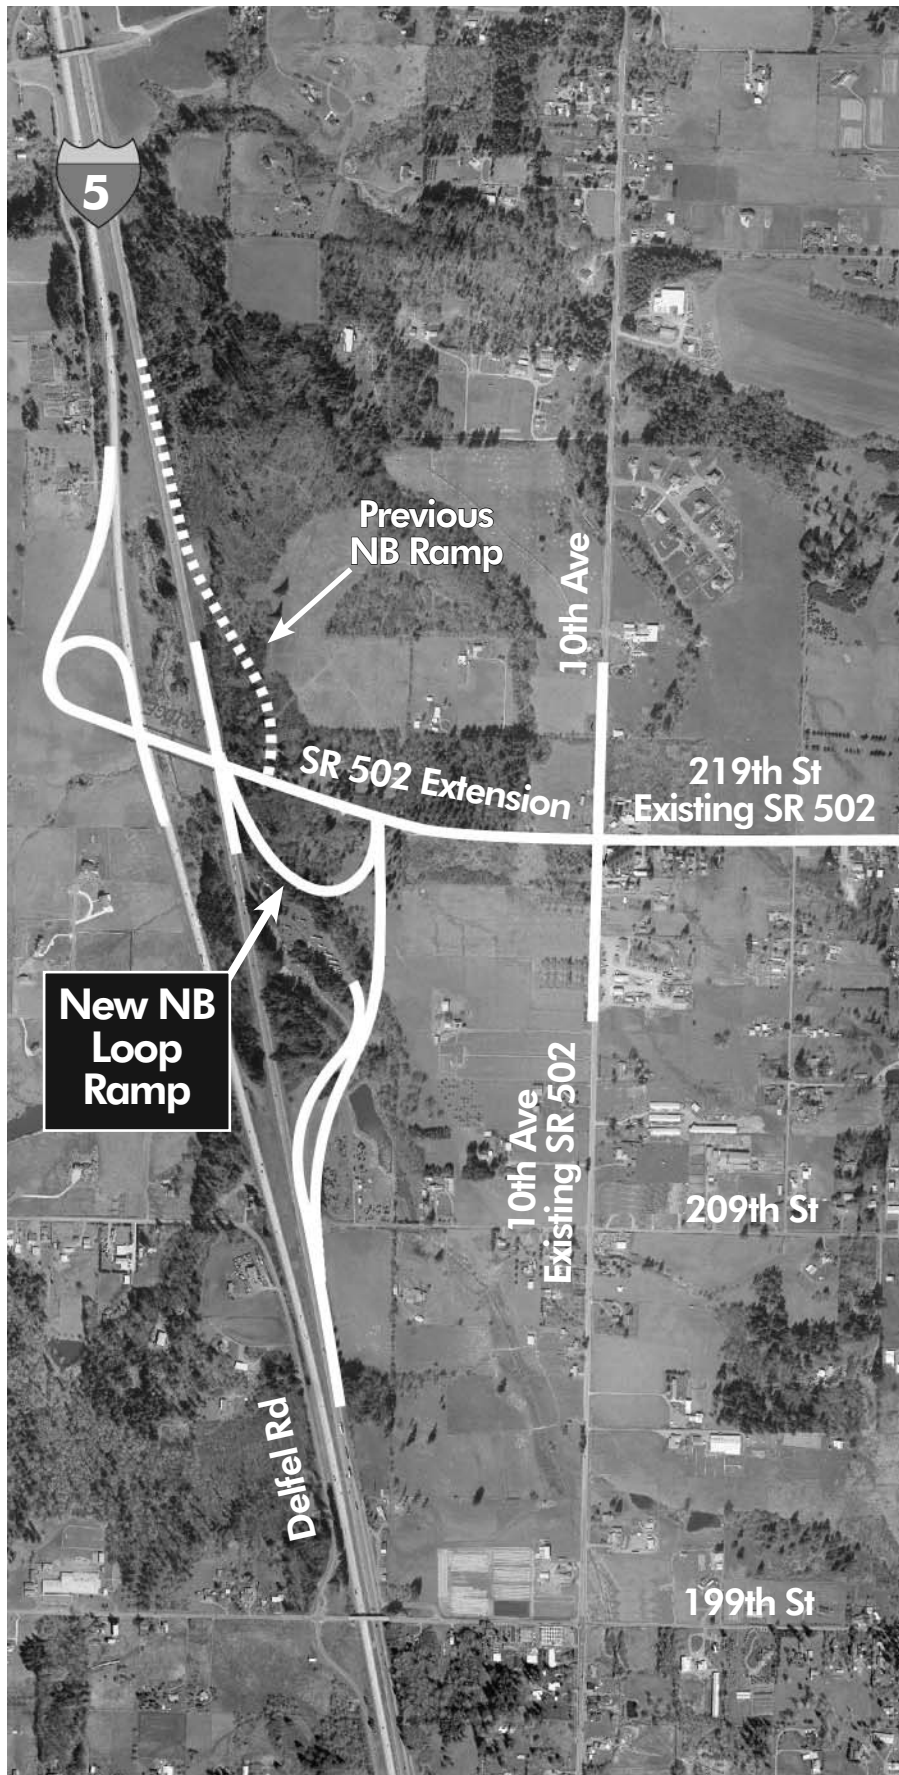 5
Previous
NB Ramp
10th Ave
SR 502 Extension
219th St
Existing SR 502
New NB
Loop
Ramp
10th Ave
Existing SR 502
209th St
Delfel Rd
199th St